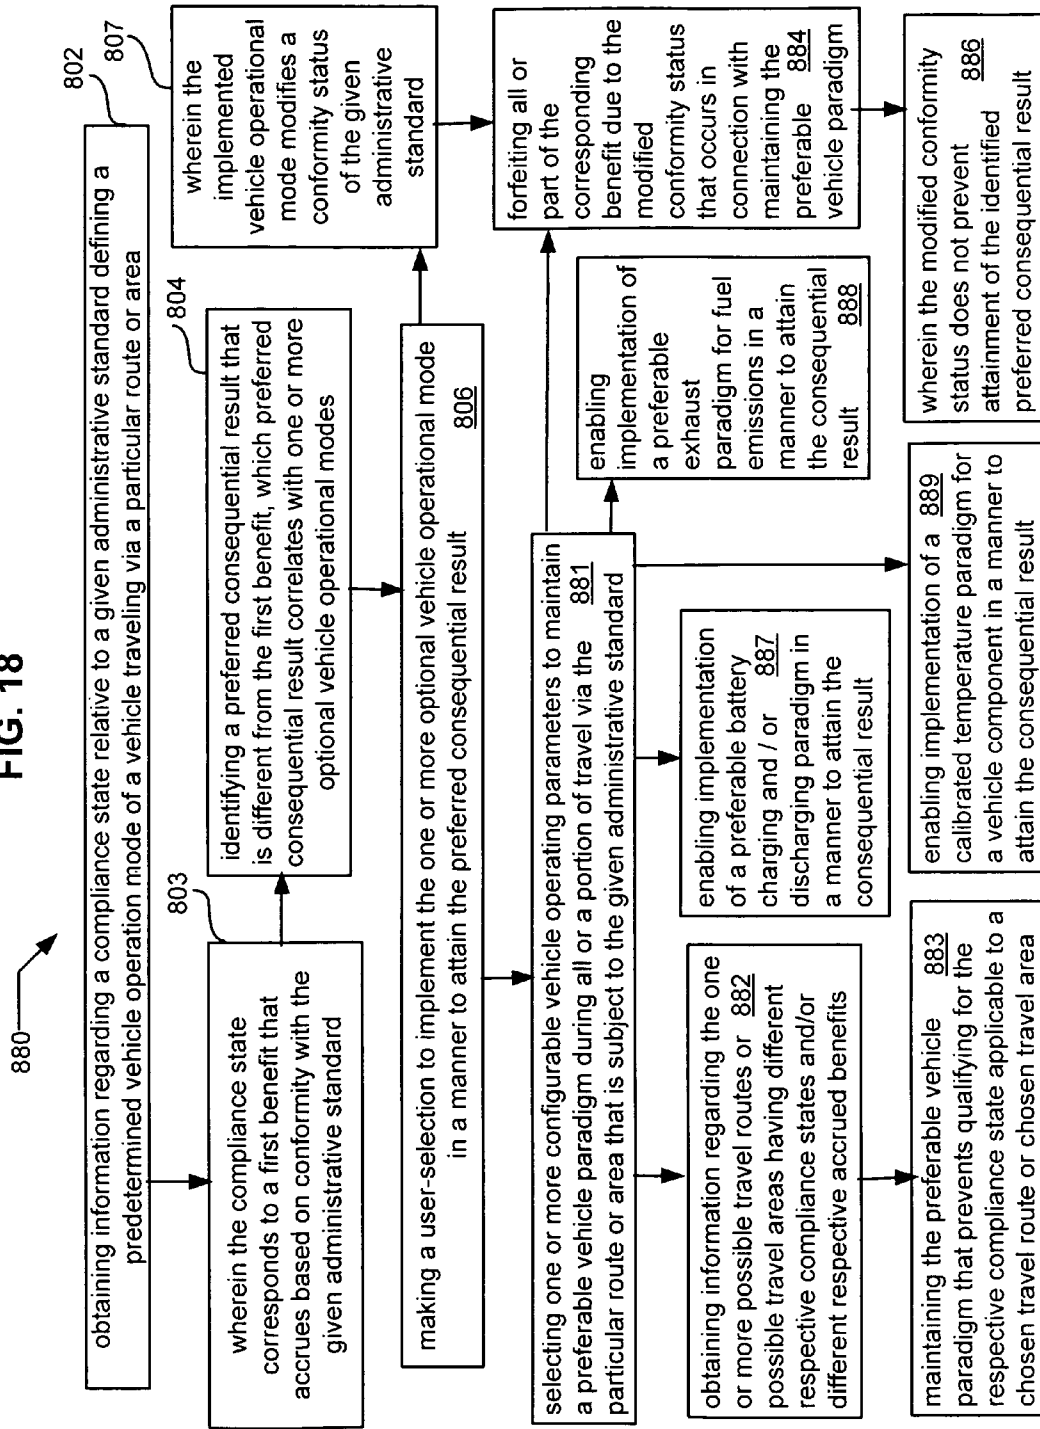 FIG. 18
880
802
obtaining information regarding a compliance state relative to a given administrative standard defining a
predetermined vehicle operation mode of a vehicle traveling via a particular route or area
803
wherein the compliance state
corresponds to a first benefit that
accrues based on conformity with the
given administrative standard
804
identifying a preferred consequential result that
is different from the first benefit, which preferred
consequential result correlates with one or more
optional vehicle operational modes
807
wherein the
implemented
vehicle operational
mode modifies a
conformity status
of the given
administrative
standard
making a user-selection to implement the one or more optional vehicle operational mode
in a manner to attain the preferred consequential result 806
selecting one or more configurable vehicle operating parameters to maintain
a preferable vehicle paradigm during all or a portion of travel via the 881
particular route or area that is subject to the given administrative standard
forfeiting all or
part of the
corresponding
benefit due to the
modified
conformity status
that occurs in
connection with
maintaining the
preferable 884
vehicle paradigm
obtaining information regarding the one
or more possible travel routes or 882
possible travel areas having different
respective compliance states and/or
different respective accrued benefits
enabling implementation
of a preferable battery
charging and / or 887
discharging paradigm in
a manner to attain the
consequential result
enabling
implementation of
a preferable
exhaust
paradigm for fuel
emissions in a
manner to attain
the consequential
result 888
maintaining the preferable vehicle
paradigm that prevents qualifying for the 883
respective compliance state applicable to a
chosen travel route or chosen travel area
enabling implementation of a 889
calibrated temperature paradigm for
a vehicle component in a manner to
attain the consequential result
wherein the modified conformity
status does not prevent 886
attainment of the identified
preferred consequential result